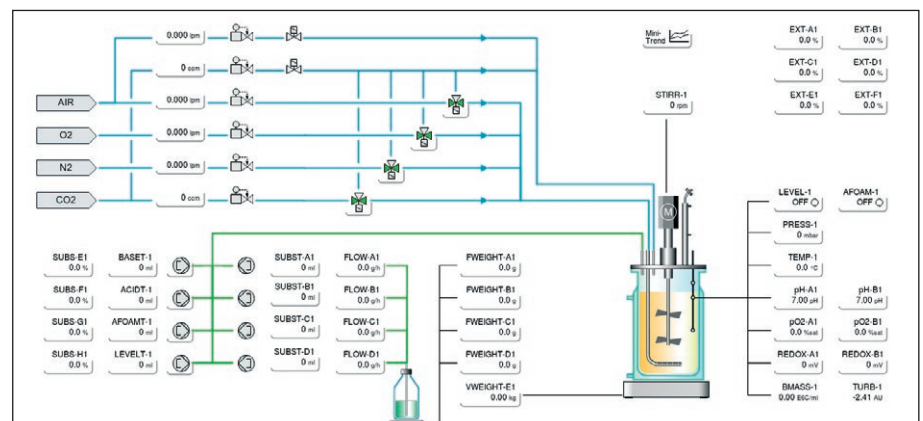 0.000 lpm
0 ccm
AIR
0.000 lpm
O2
0.000 lpm
N2
0.000 lpm
CO2
0 ccm
Mini-
Trend
STIRR-1
0 rpm
EXT-A1
0.0 %
EXT-B1
0.0 %
EXT-C1
0.0 %
EXT-D1
0.0 %
EXT-E1
0.0 %
EXT-F1
0.0 %
M
LEVEL-1
OFF
AFOAM-1
OFF
PRESS-1
0 mbar
TEMP-1
0.0 °C
pH-A1
7.00 pH
pH-B1
7.00 pH
pO2-A1
0.0 %sat
pO2-B1
0.0 %sat
REDOX-A1
0 mV
REDOX-B1
0 mV
BMASS-1
0.00 E6C/ml
TURB-1
-2.41 AU
SUBS-E1
0.0 %
BASET-1
0 ml
SUBST-A1
0 ml
FLOW-A1
0.0 g/h
FWEIGHT-A1
0.0 g
SUBS-F1
0.0 %
ACIDT-1
0 ml
SUBST-B1
0 ml
FLOW-B1
0.0 g/h
FWEIGHT-B1
0.0 g
SUBS-G1
0.0 %
AFOAMT-1
0 ml
SUBST-C1
0 ml
FLOW-C1
0.0 g/h
FWEIGHT-C1
0.0 g
SUBS-H1
0.0 %
LEVELT-1
0 ml
SUBST-D1
0 ml
FLOW-D1
0.0 g/h
FWEIGHT-D1
0.0 g
VWEIGHT-E1
0.00 kg